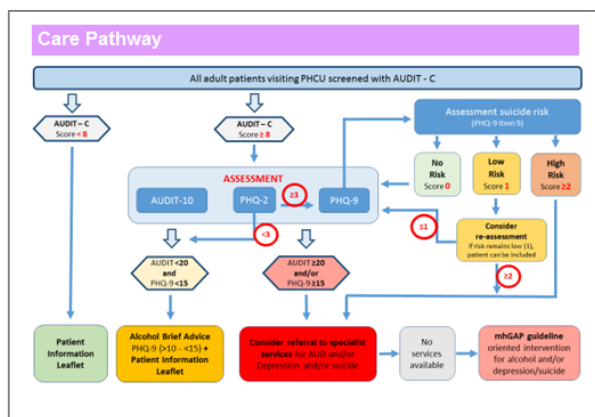 Care Pathway
All adult patients visiting PHCU screened with AUDIT - C
AUDIT – C
Score < 8
AUDIT – C
Score ≥ 8
Assessment suicide risk
(PHQ-9 Item 9)
No
Risk
Score 0
Low
Risk
Score 1
High
Risk
Score ≥2
ASSESSMENT
AUDIT-10
PHQ-2
≥3
PHQ-9
<3
≤1
Consider
re-assessment
If risk remains low (1),
patient can be included
≥2
AUDIT <20
and
PHQ-9 <15
AUDIT ≥20
and/or
PHQ-9 ≥15
Patient
Information
Leaflet
Alcohol Brief Advice
PHQ-9 (>10 - <15) +
Patient Information
Leaflet
Consider referral to specialist
services for AUD and/or
Depression and/or suicide
No
services
available
mhGAP guideline
oriented intervention
for alcohol and/or
depression/suicide